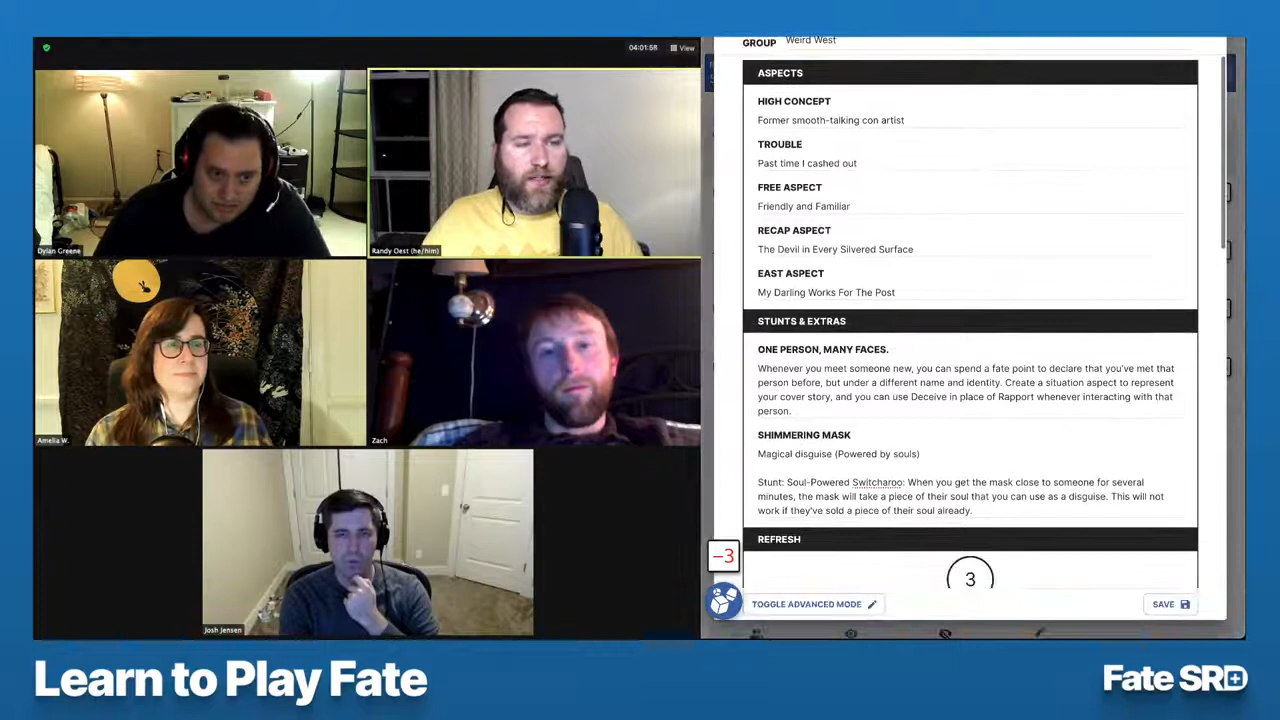 04:01:58
View
Dylan Greene
Randy Oest (he/him)
Amelia W.
Zach
Josh Jensen
GROUP Weird West
ASPECTS
HIGH CONCEPT
Former smooth-talking con artist
TROUBLE
Past time I cashed out
FREE ASPECT
Friendly and Familiar
RECAP ASPECT
The Devil in Every Silvered Surface
EAST ASPECT
My Darling Works For The Post
STUNTS & EXTRAS
ONE PERSON, MANY FACES.
Whenever you meet someone new, you can spend a fate point to declare that you've met that
person before, but under a different name and identity. Create a situation aspect to represent
your cover story, and you can use Deceive in place of Rapport whenever interacting with that
person.
SHIMMERING MASK
Magical disguise (Powered by souls)
Stunt: Soul-Powered Switcharoo: When you get the mask close to someone for several
minutes, the mask will take a piece of their soul that you can use as a disguise. This will not
work if they've sold a piece of their soul already.
REFRESH
3
−3
TOGGLE ADVANCED MODE
SAVE
Learn to Play Fate
Fate SRD